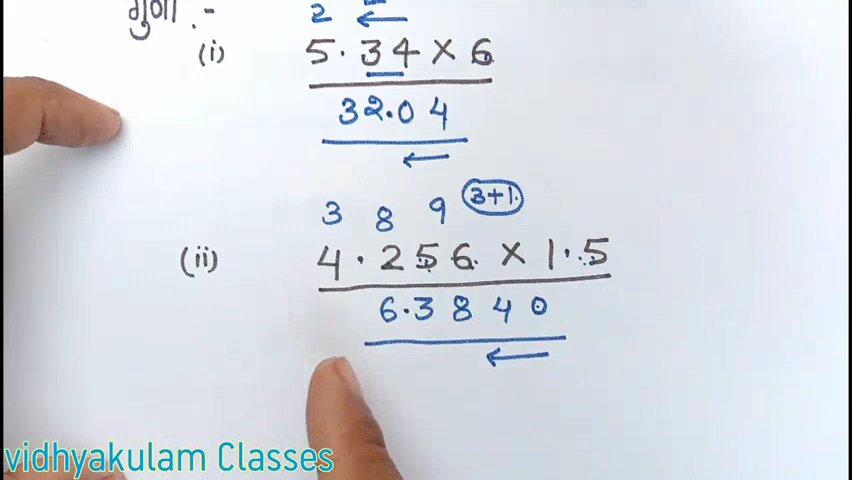 गुणा :-
2
(i) 5.34 × 6
32.04
3 8 9 3+1
(ii) 4.256 × 1.5
6.3840
vidhyakulam Classes